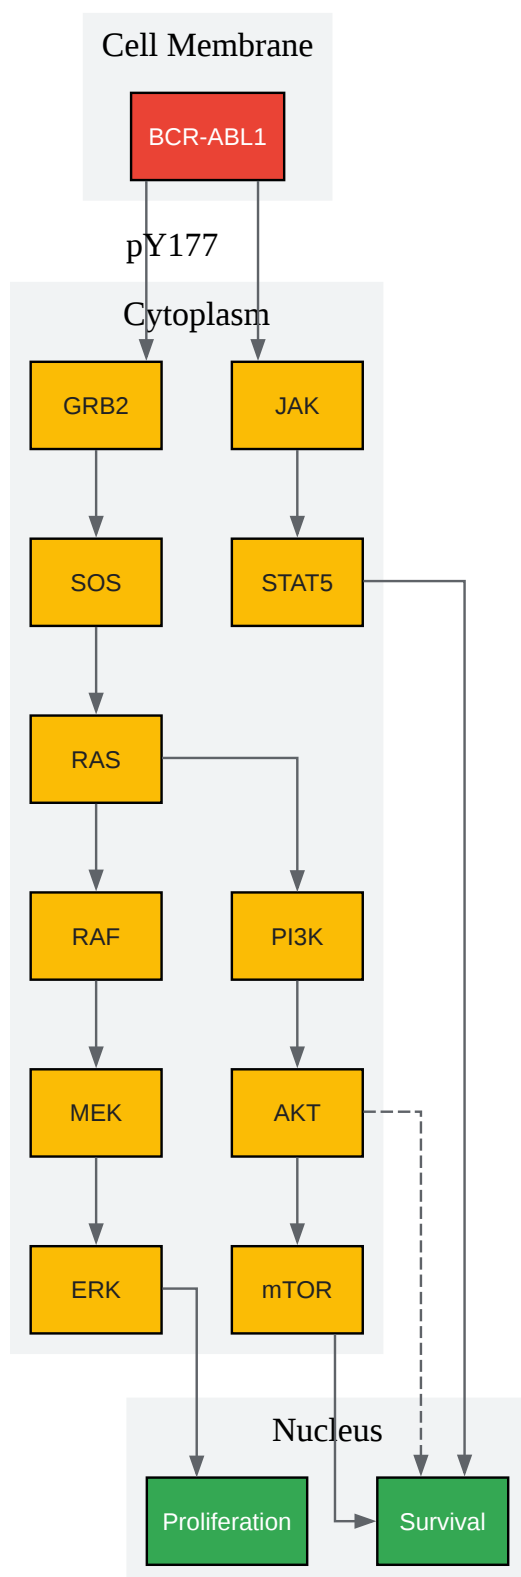 Cell Membrane
BCR-ABL1
pY177
Cytoplasm
GRB2
JAK
SOS
STAT5
RAS
RAF
PI3K
MEK
AKT
ERK
mTOR
Nucleus
Proliferation
Survival